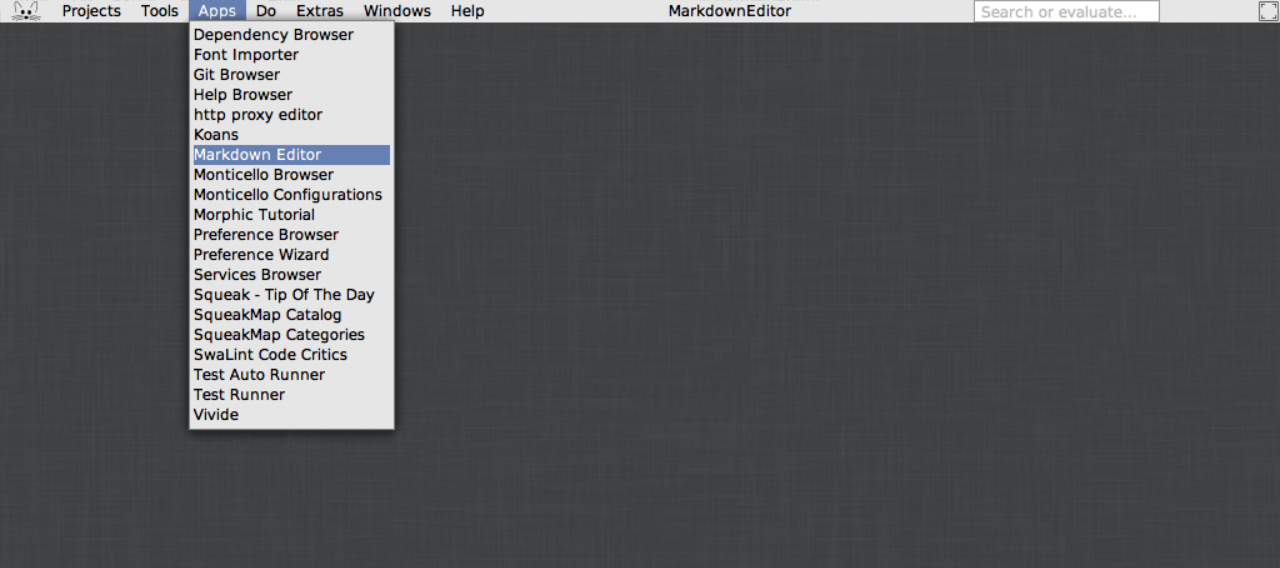 Projects Tools Apps Do Extras Windows Help MarkdownEditor Search or evaluate...
Dependency Browser
Font Importer
Git Browser
Help Browser
http proxy editor
Koans
Markdown Editor
Monticello Browser
Monticello Configurations
Morphic Tutorial
Preference Browser
Preference Wizard
Services Browser
Squeak - Tip Of The Day
SqueakMap Catalog
SqueakMap Categories
SwaLint Code Critics
Test Auto Runner
Test Runner
Vivide